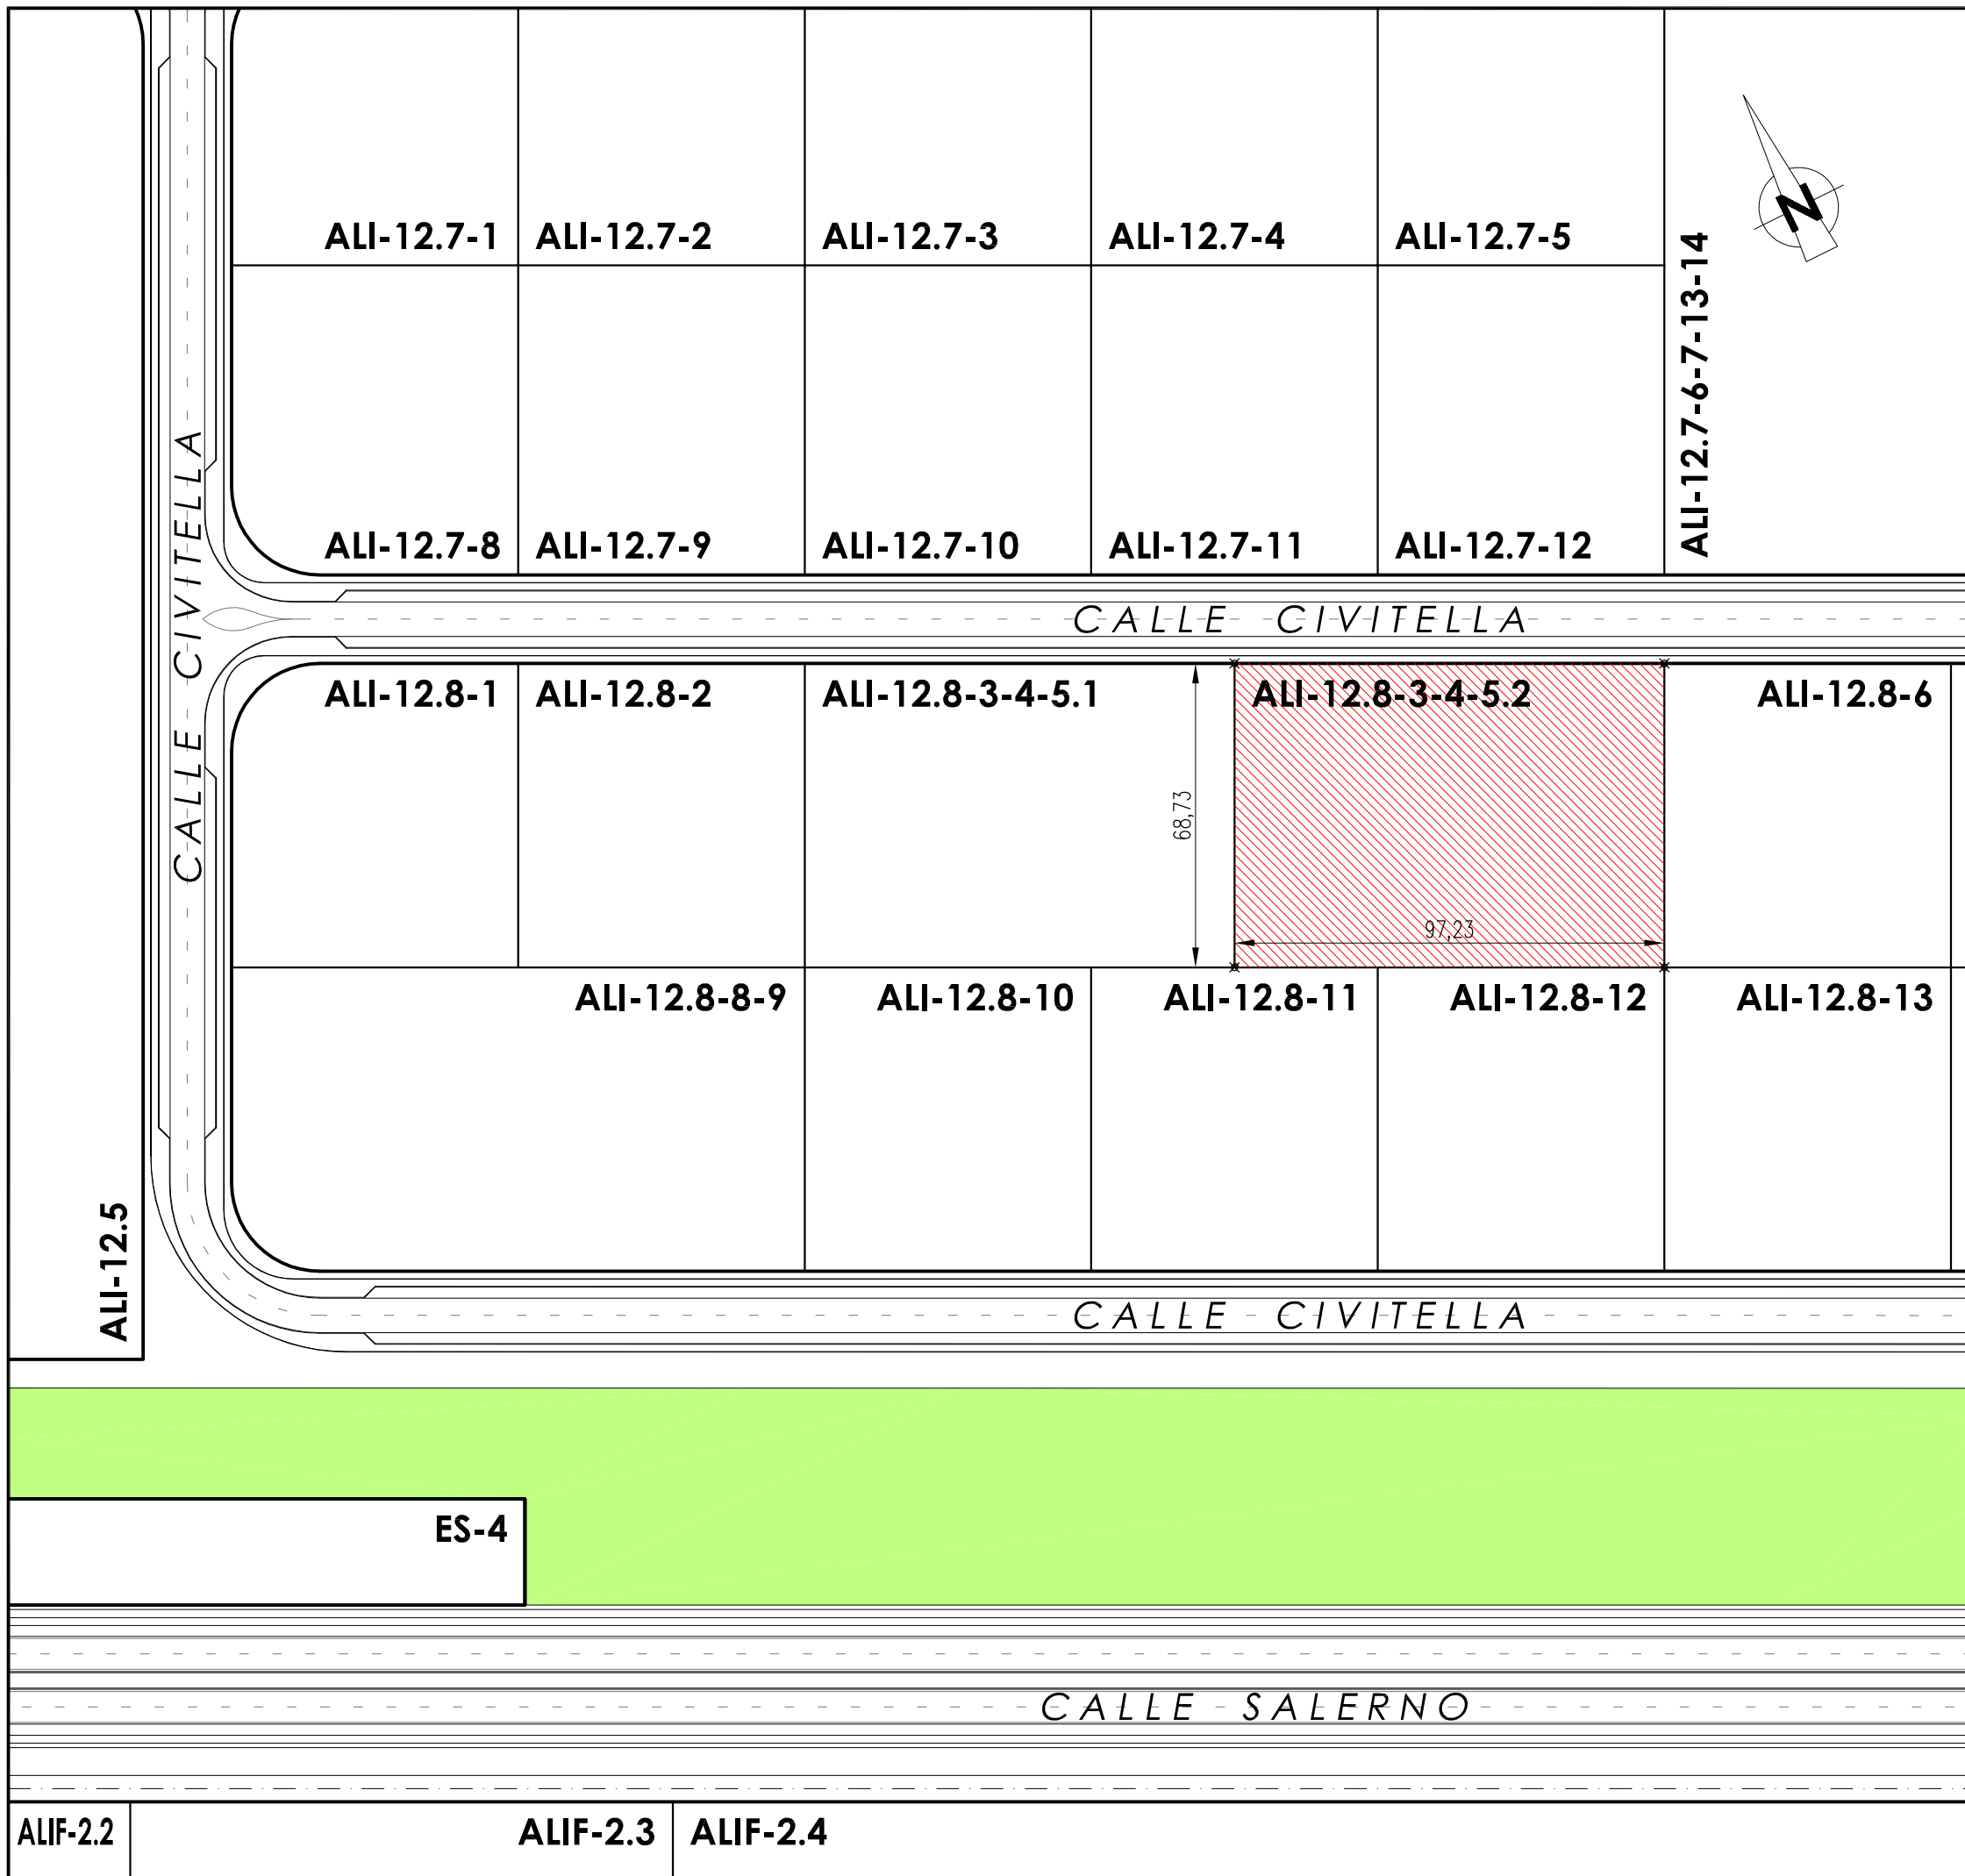 ALI-12.7-1
ALI-12.7-2
ALI-12.7-3
ALI-12.7-4
ALI-12.7-5
N
ALI-12.7-6-7-13-14
ALI-12.7-8
ALI-12.7-9
ALI-12.7-10
ALI-12.7-11
ALI-12.7-12
CALLE CIVITELLA
CALLE CIVITELLA
ALI-12.8-1
ALI-12.8-2
ALI-12.8-3-4-5.1
ALI-12.8-3-4-5.2
ALI-12.8-6
68,73
97,23
ALI-12.8-8-9
ALI-12.8-10
ALI-12.8-11
ALI-12.8-12
ALI-12.8-13
ALI-12.5
CALLE CIVITELLA
ES-4
CALLE SALERNO
ALIF-2.2
ALIF-2.3
ALIF-2.4